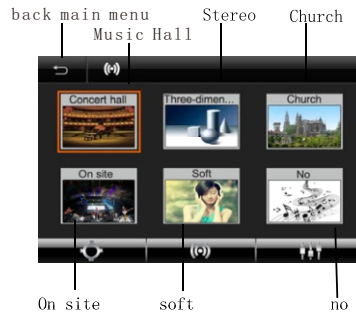 back main menu
Stereo
Church
Music Hall
Concert hall
Three-dimen...
Church
On site
Soft
No
On site
soft
no